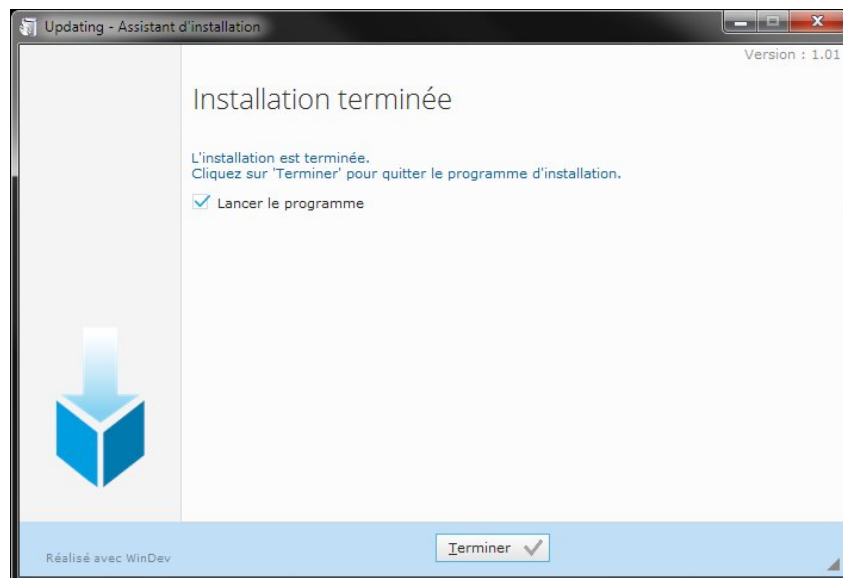 Updating - Assistant d'installation
Version : 1.01
Installation terminée
L'installation est terminée.
Cliquez sur 'Terminer' pour quitter le programme d'installation.
Lancer le programme
Réalisé avec WinDev
Terminer